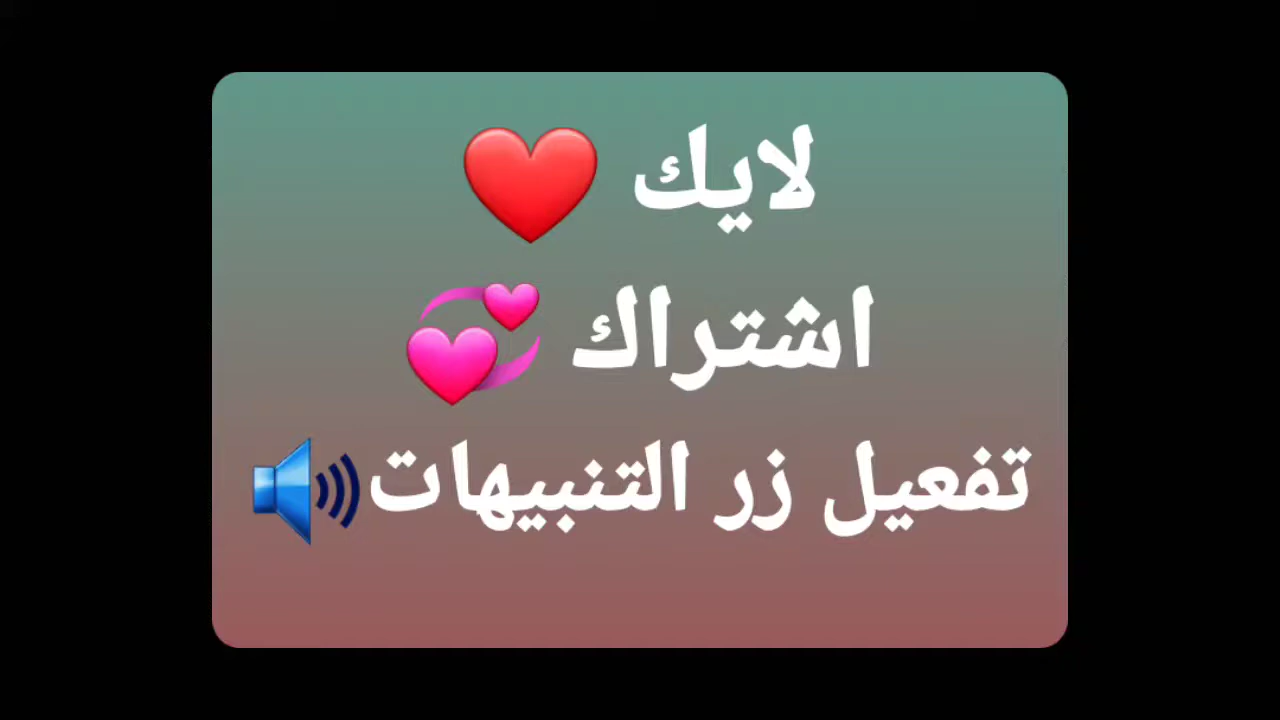 لايك ❤️
اشتراك 💞
تفعيل زر التنبيهات🔊